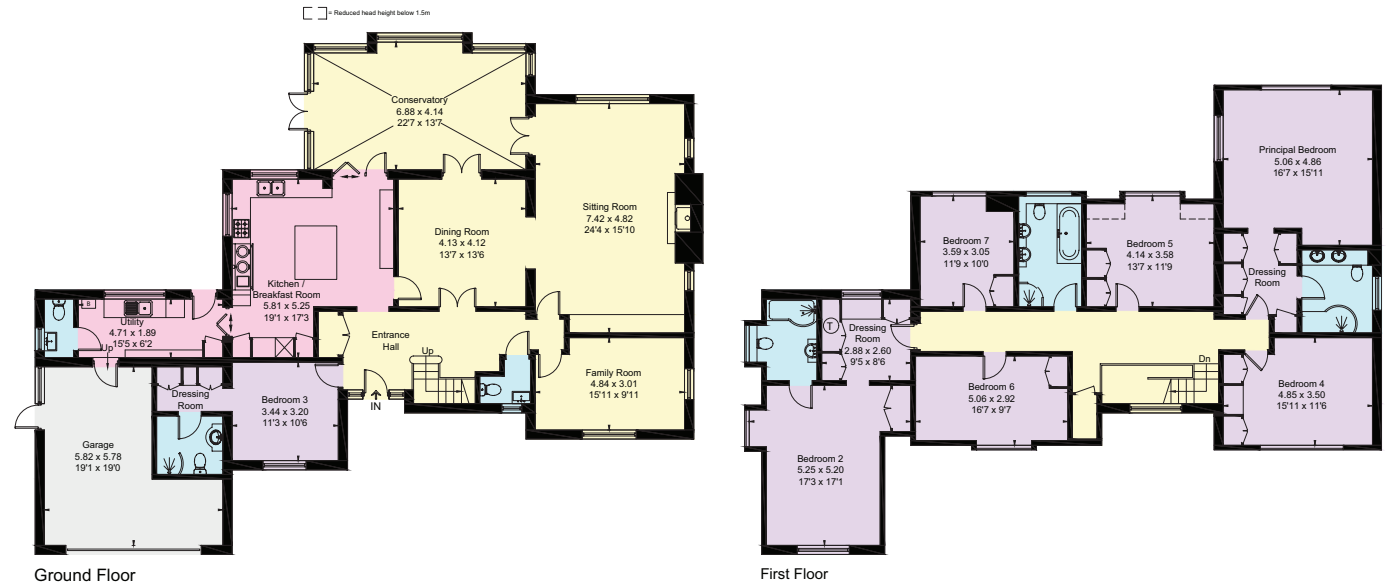 = Reduced head height below 1.5m
Conservatory
6.88 x 4.14
22'7 x 13'7
Sitting Room
7.42 x 4.82
24'4 x 15'10
Dining Room
4.13 x 4.12
13'7 x 13'6
Kitchen /
Breakfast Room
5.81 x 5.25
19'1 x 17'3
B
Utility
4.71 x 1.89
15'5 x 6'2
Up
Entrance
Hall
Up
IN
Family Room
4.84 x 3.01
15'11 x 9'11
Dressing
Room
Bedroom 3
3.44 x 3.20
11'3 x 10'6
Garage
5.82 x 5.78
19'1 x 19'0
Ground Floor
Principal Bedroom
5.06 x 4.86
16'7 x 15'11
Bedroom 7
3.59 x 3.05
11'9 x 10'0
Bedroom 5
4.14 x 3.58
13'7 x 11'9
Dressing
Room
T
Dressing
Room
2.88 x 2.60
9'5 x 8'6
Dn
Bedroom 6
5.06 x 2.92
16'7 x 9'7
Bedroom 4
4.85 x 3.50
15'11 x 11'6
Bedroom 2
5.25 x 5.20
17'3 x 17'1
First Floor